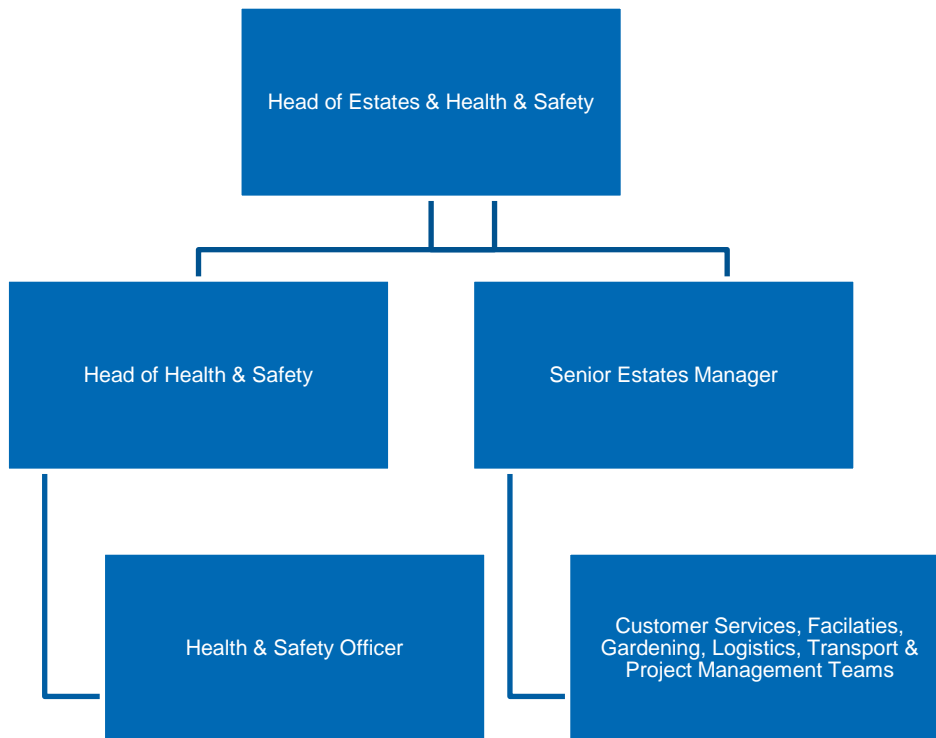 Head of Estates & Health & Safety
Head of Health & Safety
Senior Estates Manager
Health & Safety Officer
Customer Services, Facilaties,
Gardening, Logistics, Transport &
Project Management Teams